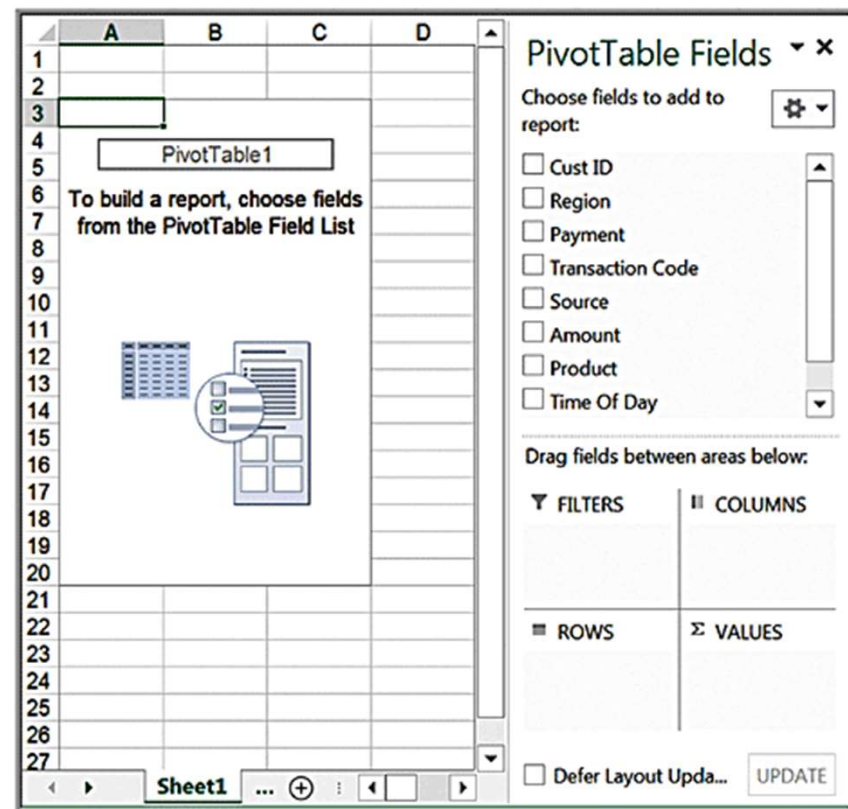 A B C D
1
2
3
4
5
6
7
8
9
10
11
12
13
14
15
16
17
18
19
20
21
22
23
24
25
26
27
PivotTable1
To build a report, choose fields
from the PivotTable Field List
Sheet1 ...
PivotTable Fields
Choose fields to add to
report:
Cust ID
Region
Payment
Transaction Code
Source
Amount
Product
Time Of Day
Drag fields between areas below:
FILTERS
COLUMNS
ROWS
Σ VALUES
Defer Layout Upda...
UPDATE